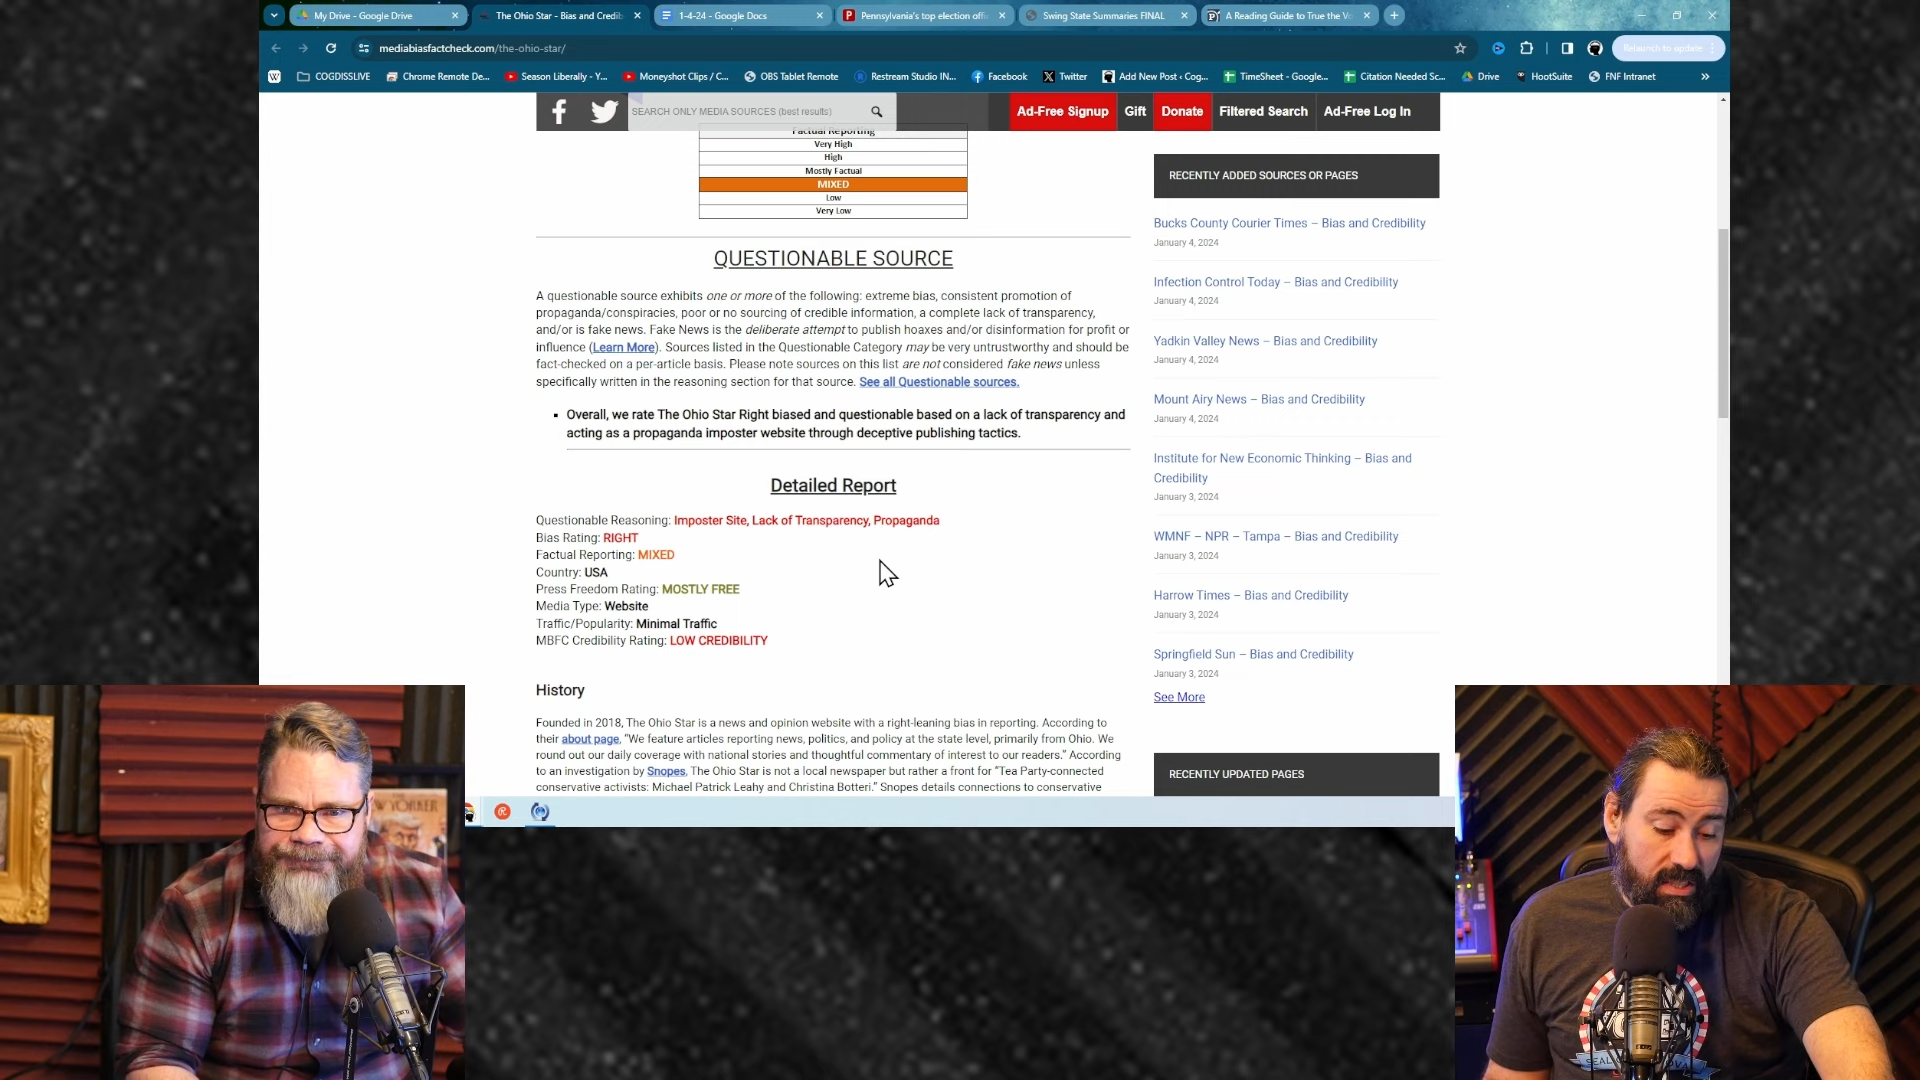 My Drive - Google Drive
The Ohio Star - Bias and Credib
1-4-24 - Google Docs
Pennsylvania's top election offi
Swing State Summaries FINAL
A Reading Guide to True the Vo
mediabiasfactcheck.com/the-ohio-star/
Relaunch to update
W
COGDISSLIVE
Chrome Remote De...
Season Liberally - Y...
Moneyshot Clips / C...
OBS Tablet Remote
Restream Studio IN...
Facebook
Twitter
Add New Post ‹ Cog...
TimeSheet - Google...
Citation Needed Sc...
Drive
HootSuite
FNF Intranet
SEARCH ONLY MEDIA SOURCES (best results)
Ad-Free Signup
Gift
Donate
Filtered Search
Ad-Free Log In
Factual Reporting
Very High
High
Mostly Factual
MIXED
Low
Very Low
QUESTIONABLE SOURCE
A questionable source exhibits one or more of the following: extreme bias, consistent promotion of
propaganda/conspiracies, poor or no sourcing of credible information, a complete lack of transparency,
and/or is fake news. Fake News is the deliberate attempt to publish hoaxes and/or disinformation for profit or
influence (Learn More). Sources listed in the Questionable Category may be very untrustworthy and should be
fact-checked on a per-article basis. Please note sources on this list are not considered fake news unless
specifically written in the reasoning section for that source. See all Questionable sources.
Overall, we rate The Ohio Star Right biased and questionable based on a lack of transparency and
acting as a propaganda imposter website through deceptive publishing tactics.
Detailed Report
Questionable Reasoning: Imposter Site, Lack of Transparency, Propaganda
Bias Rating: RIGHT
Factual Reporting: MIXED
Country: USA
Press Freedom Rating: MOSTLY FREE
Media Type: Website
Traffic/Popularity: Minimal Traffic
MBFC Credibility Rating: LOW CREDIBILITY
History
Founded in 2018, The Ohio Star is a news and opinion website with a right-leaning bias in reporting. According to
their about page, “We feature articles reporting news, politics, and policy at the state level, primarily from Ohio. We
round out our daily coverage with national stories and thoughtful commentary of interest to our readers.” According
to an investigation by Snopes, The Ohio Star is not a local newspaper but rather a front for “Tea Party-connected
conservative activists: Michael Patrick Leahy and Christina Botteri.” Snopes details connections to conservative
RECENTLY ADDED SOURCES OR PAGES
Bucks County Courier Times – Bias and Credibility
January 4, 2024
Infection Control Today – Bias and Credibility
January 4, 2024
Yadkin Valley News – Bias and Credibility
January 4, 2024
Mount Airy News – Bias and Credibility
January 4, 2024
Institute for New Economic Thinking – Bias and
Credibility
January 3, 2024
WMNF – NPR – Tampa – Bias and Credibility
January 3, 2024
Harrow Times – Bias and Credibility
January 3, 2024
Springfield Sun – Bias and Credibility
January 3, 2024
See More
RECENTLY UPDATED PAGES